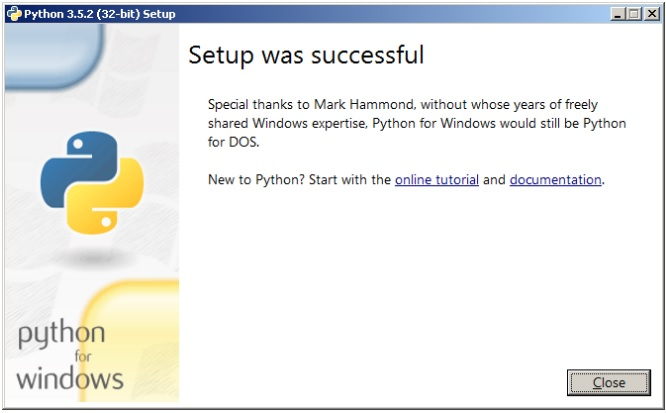 Python 3.5.2 (32-bit) Setup
Setup was successful
Special thanks to Mark Hammond, without whose years of freely
shared Windows expertise, Python for Windows would still be Python
for DOS.
New to Python? Start with the online tutorial and documentation.
python
for
windows
Close